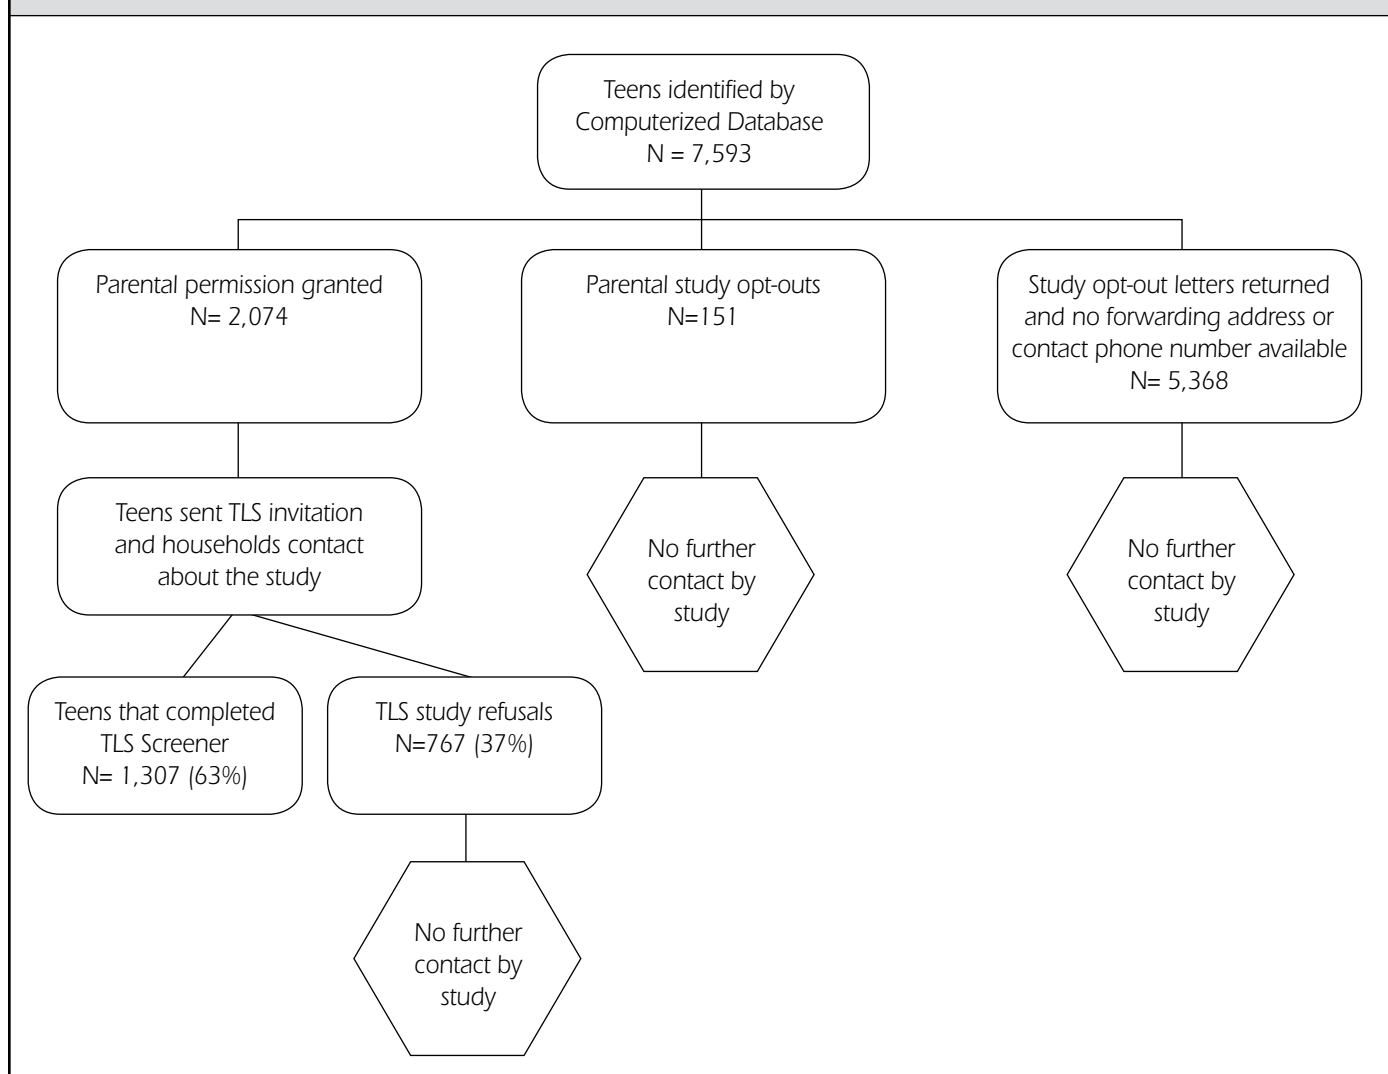 Teens identified by
Computerized Database
N = 7,593
Parental permission granted
N= 2,074
Parental study opt-outs
N=151
Study opt-out letters returned
and no forwarding address or
contact phone number available
N= 5,368
Teens sent TLS invitation
and households contact
about the study
No further
contact by
study
No further
contact by
study
Teens that completed
TLS Screener
N= 1,307 (63%)
TLS study refusals
N=767 (37%)
No further
contact by
study